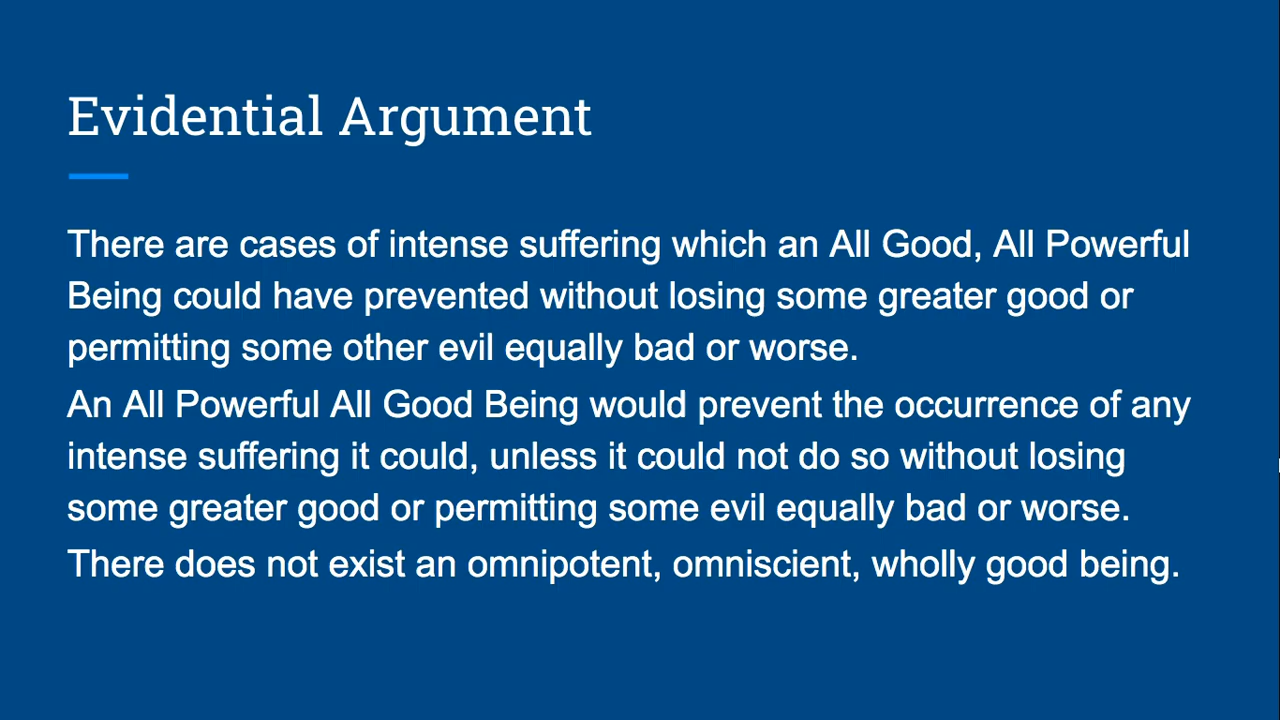 Evidential Argument
There are cases of intense suffering which an All Good, All Powerful
Being could have prevented without losing some greater good or
permitting some other evil equally bad or worse.
An All Powerful All Good Being would prevent the occurrence of any
intense suffering it could, unless it could not do so without losing
some greater good or permitting some evil equally bad or worse.
There does not exist an omnipotent, omniscient, wholly good being.